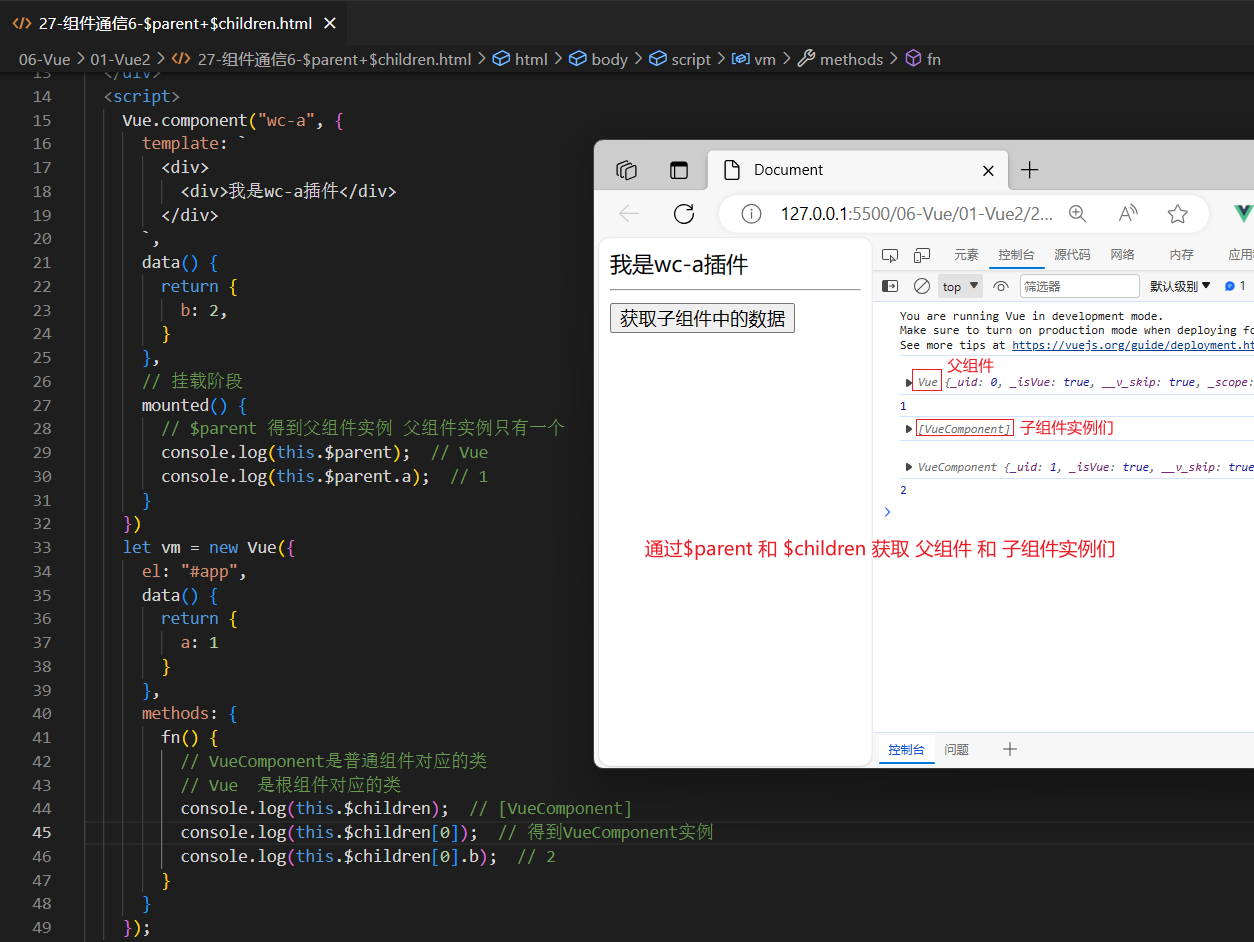 27-组件通信6-$parent+$children.html
06-Vue > 01-Vue2 > 27-组件通信6-$parent+$children.html > html > body > script > vm > methods > fn
13 </div>
14 <script>
15 Vue.component("wc-a", {
16 template: `
17 <div>
18 <div>我是wc-a插件</div>
19 </div>
20 `,
21 data() {
22 return {
23 b: 2,
24 }
25 },
26 // 挂载阶段
27 mounted() {
28 // $parent 得到父组件实例 父组件实例只有一个
29 console.log(this.$parent); // Vue
30 console.log(this.$parent.a); // 1
31 }
32 })
33 let vm = new Vue({
34 el: "#app",
35 data() {
36 return {
37 a: 1
38 }
39 },
40 methods: {
41 fn() {
42 // VueComponent是普通组件对应的类
43 // Vue 是根组件对应的类
44 console.log(this.$children); // [VueComponent]
45 console.log(this.$children[0]); // 得到VueComponent实例
46 console.log(this.$children[0].b); // 2
47 }
48 }
49 });
Document
127.0.0.1:5500/06-Vue/01-Vue2/2...
我是wc-a插件
获取子组件中的数据
元素 控制台 源代码 网络 内存 应用
top 筛选器 默认级别 1
You are running Vue in development mode.
Make sure to turn on production mode when deploying fo
See more tips at https://vuejs.org/guide/deployment.ht
父组件
Vue {_uid: 0, _isVue: true, __v_skip: true, _scope:
1
[VueComponent] 子组件实例们
VueComponent {_uid: 1, _isVue: true, __v_skip: true
2
通过$parent 和 $children 获取 父组件 和 子组件实例们
控制台 问题